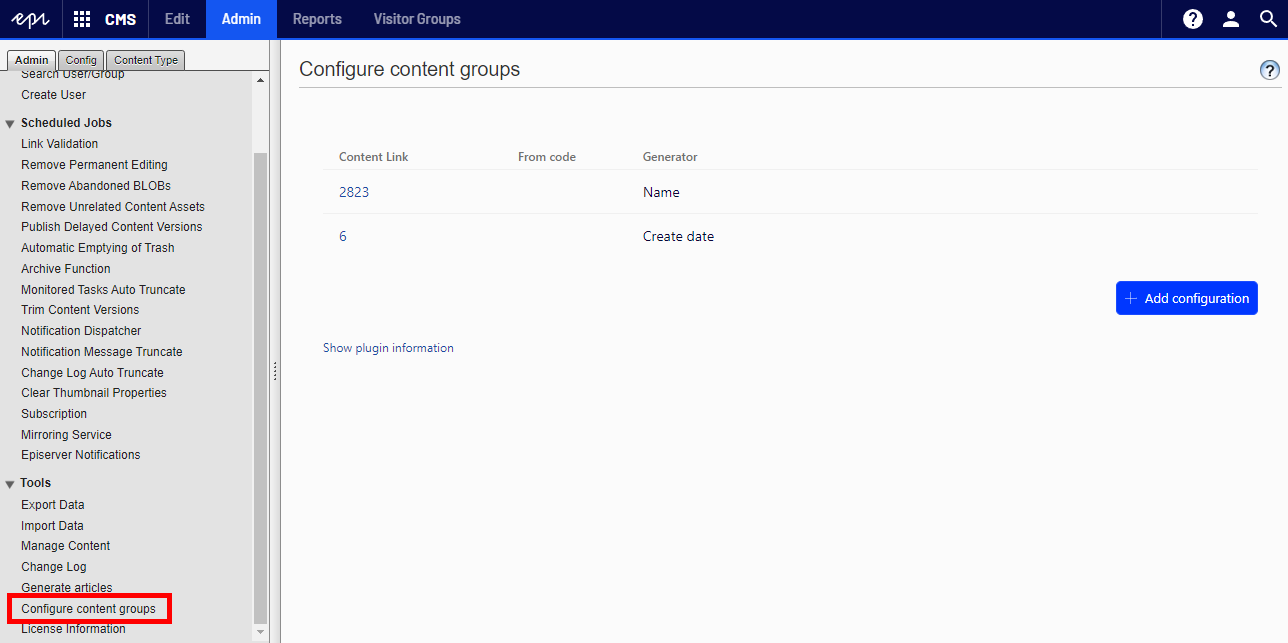 epi CMS Edit Admin Reports Visitor Groups ?
Admin Config Content Type
Search User/Group
Create User
Scheduled Jobs
Link Validation
Remove Permanent Editing
Remove Abandoned BLOBs
Remove Unrelated Content Assets
Publish Delayed Content Versions
Automatic Emptying of Trash
Archive Function
Monitored Tasks Auto Truncate
Trim Content Versions
Notification Dispatcher
Notification Message Truncate
Change Log Auto Truncate
Clear Thumbnail Properties
Subscription
Mirroring Service
Episerver Notifications
Tools
Export Data
Import Data
Manage Content
Change Log
Generate articles
Configure content groups
License Information
Configure content groups ?
Content Link From code Generator
2823 Name
6 Create date
+ Add configuration
Show plugin information